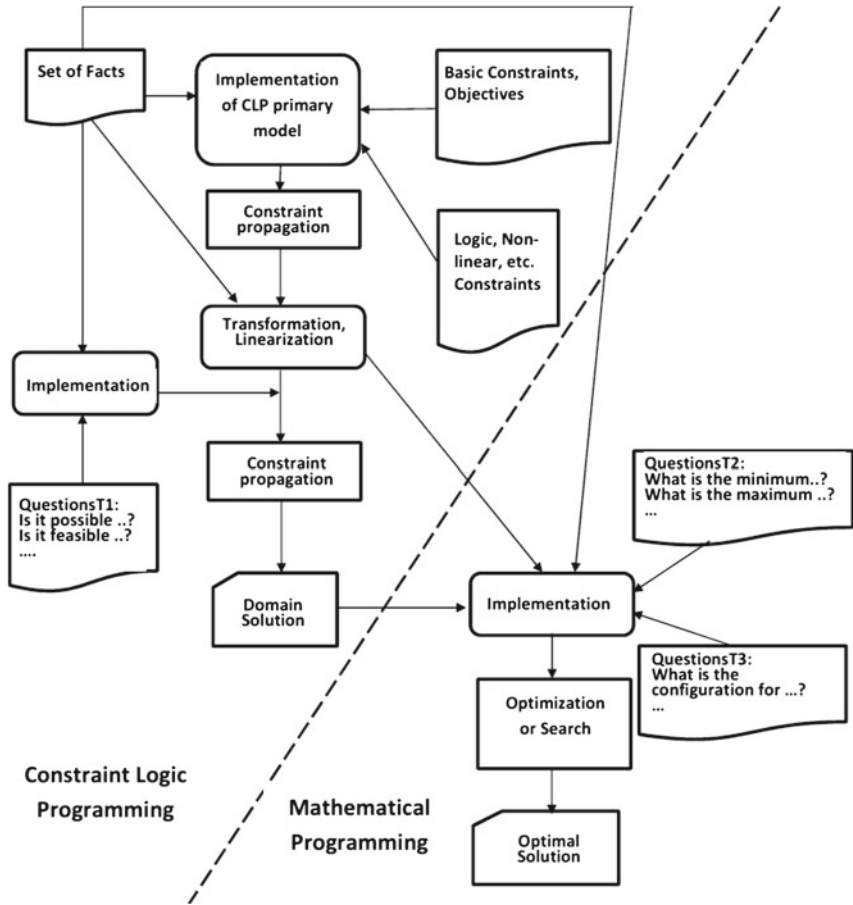 Set of Facts
Implementation
of CLP primary
model
Basic Constraints,
Objectives
Constraint
propagation
Logic, Non-
linear, etc.
Constraints
Transformation,
Linearization
Implementation
Constraint
propagation
QuestionsT1:
Is it possible ..?
Is it feasible ..?
....
QuestionsT2:
What is the minimum..?
What is the maximum ..?
...
Domain
Solution
Implementation
QuestionsT3:
What is the
configuration for ...?
...
Optimization
or Search
Constraint Logic
Programming
Mathematical
Programming
Optimal
Solution